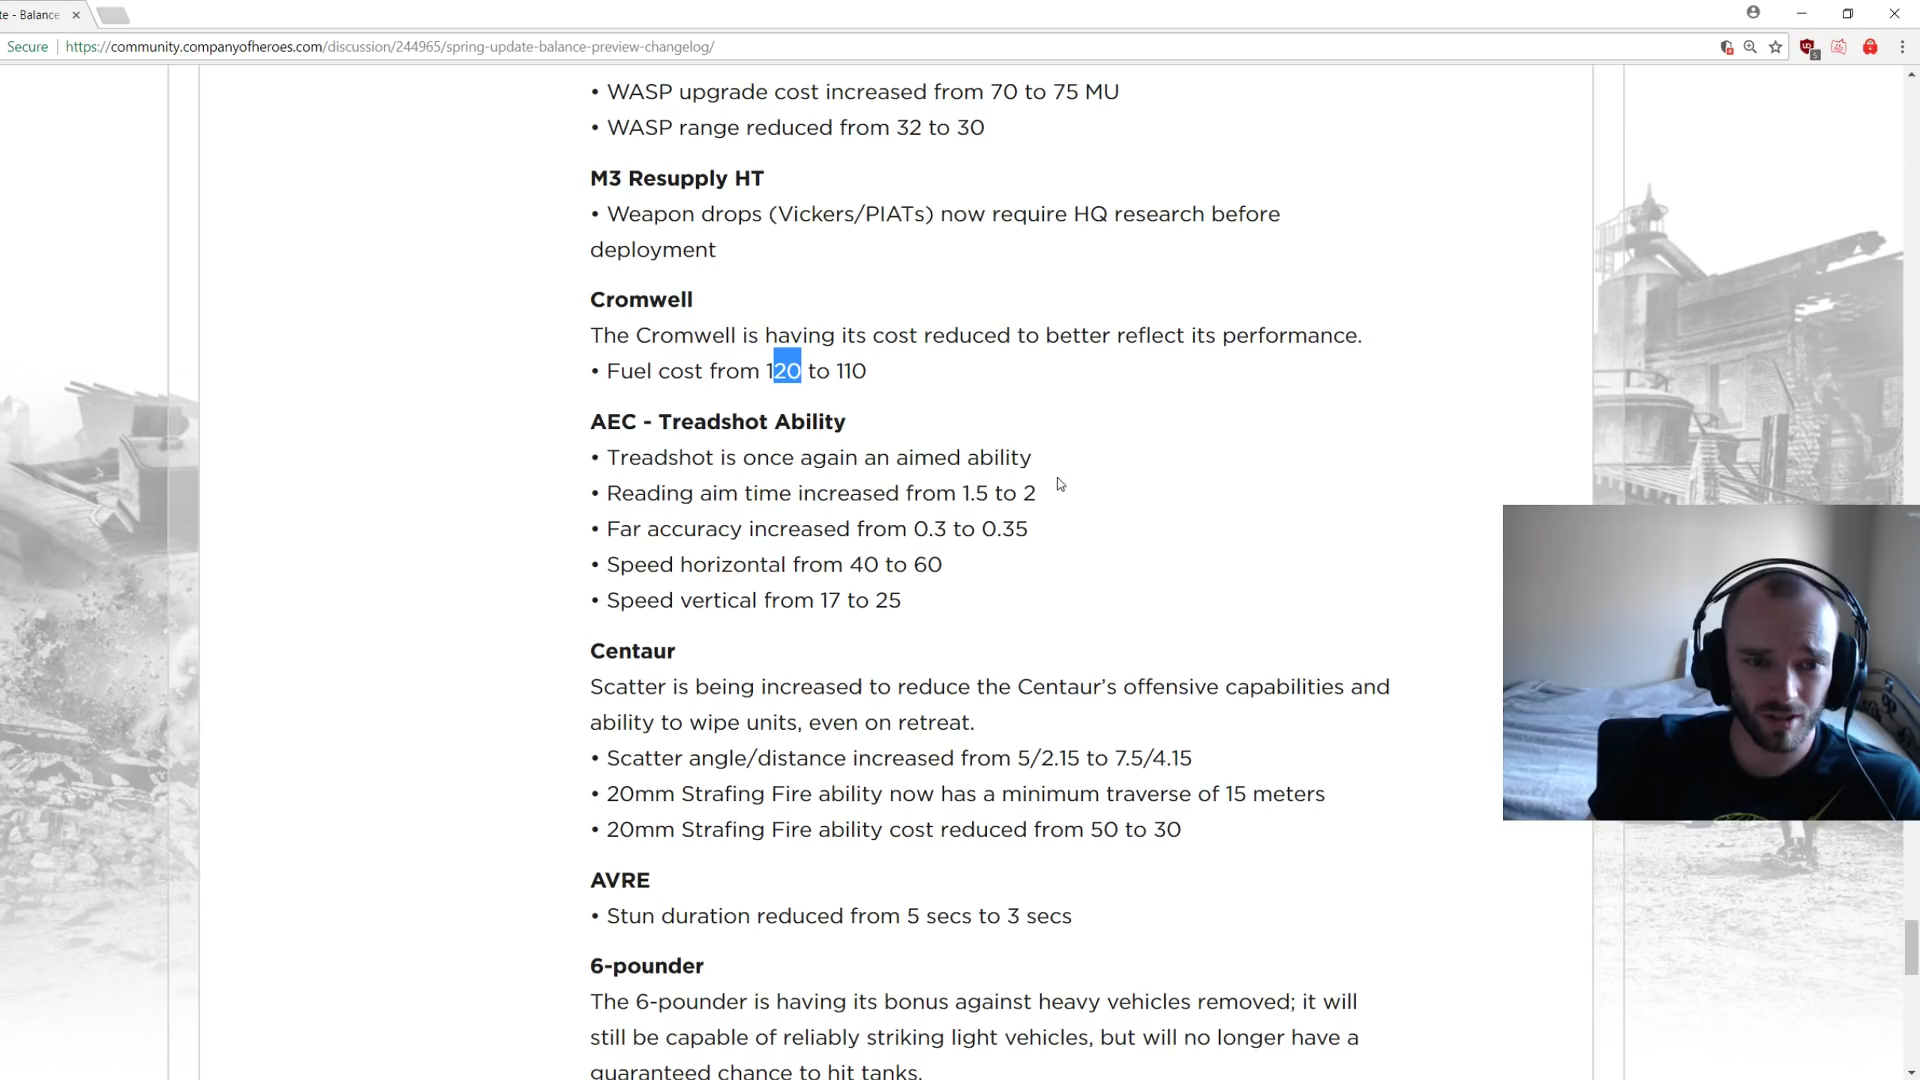 te - Balance
Secure
https://community.companyofheroes.com/discussion/244965/spring-update-balance-preview-changelog/
• WASP upgrade cost increased from 70 to 75 MU
• WASP range reduced from 32 to 30
M3 Resupply HT
• Weapon drops (Vickers/PIATs) now require HQ research before
deployment
Cromwell
The Cromwell is having its cost reduced to better reflect its performance.
• Fuel cost from 120 to 110
AEC - Treadshot Ability
• Treadshot is once again an aimed ability
• Reading aim time increased from 1.5 to 2
• Far accuracy increased from 0.3 to 0.35
• Speed horizontal from 40 to 60
• Speed vertical from 17 to 25
Centaur
Scatter is being increased to reduce the Centaur’s offensive capabilities and
ability to wipe units, even on retreat.
• Scatter angle/distance increased from 5/2.15 to 7.5/4.15
• 20mm Strafing Fire ability now has a minimum traverse of 15 meters
• 20mm Strafing Fire ability cost reduced from 50 to 30
AVRE
• Stun duration reduced from 5 secs to 3 secs
6-pounder
The 6-pounder is having its bonus against heavy vehicles removed; it will
still be capable of reliably striking light vehicles, but will no longer have a
guaranteed chance to hit tanks.